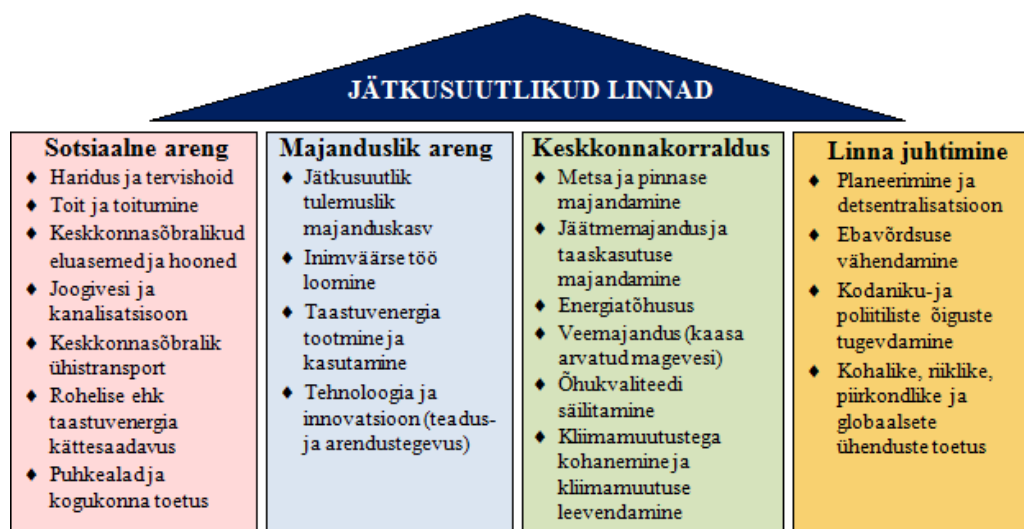 JÄTKUSUUTLIKUD LINNAD
Sotsiaalne areng
♦ Haridus ja tervishoid
♦ Toit ja toitumine
♦ Keskkonnasõbralikud
eluasemed ja hooned
♦ Joogivesi ja
kanalisatsisoon
♦ Keskkonnasõbralik
ühistransport
♦ Rohelise ehk
taastuvenergia
kättesaadavus
♦ Puhkealad ja
kogukonna toetus
Majanduslik areng
♦ Jätkusuutlik
tulemuslik
majanduskasv
♦ Inimväärse töö
loomine
♦ Taastuvenergia
tootmine ja
kasutamine
♦ Tehnoloogia ja
innovatsioon (teadus-
ja arendustegevus)
Keskkonnakorraldus
♦ Metsa ja pinnase
majandamine
♦ Jäätmemajandus ja
taaskasutuse
majandamine
♦ Energiatõhusus
♦ Veemajandus (kaasa
arvatud magevesi)
♦ Õhukvaliteedi
säilitamine
♦ Kliimamuutustega
kohanemine ja
kliimamuutuse
leevendamine
Linna juhtimine
♦ Planeerimine ja
detsentralisatsioon
♦ Ebavõrdsuse
vähendamine
♦ Kodaniku- ja
poliitiliste õiguste
tugevdamine
♦ Kohalike, riiklike,
piirkondlike ja
globaalsete
ühenduste toetus